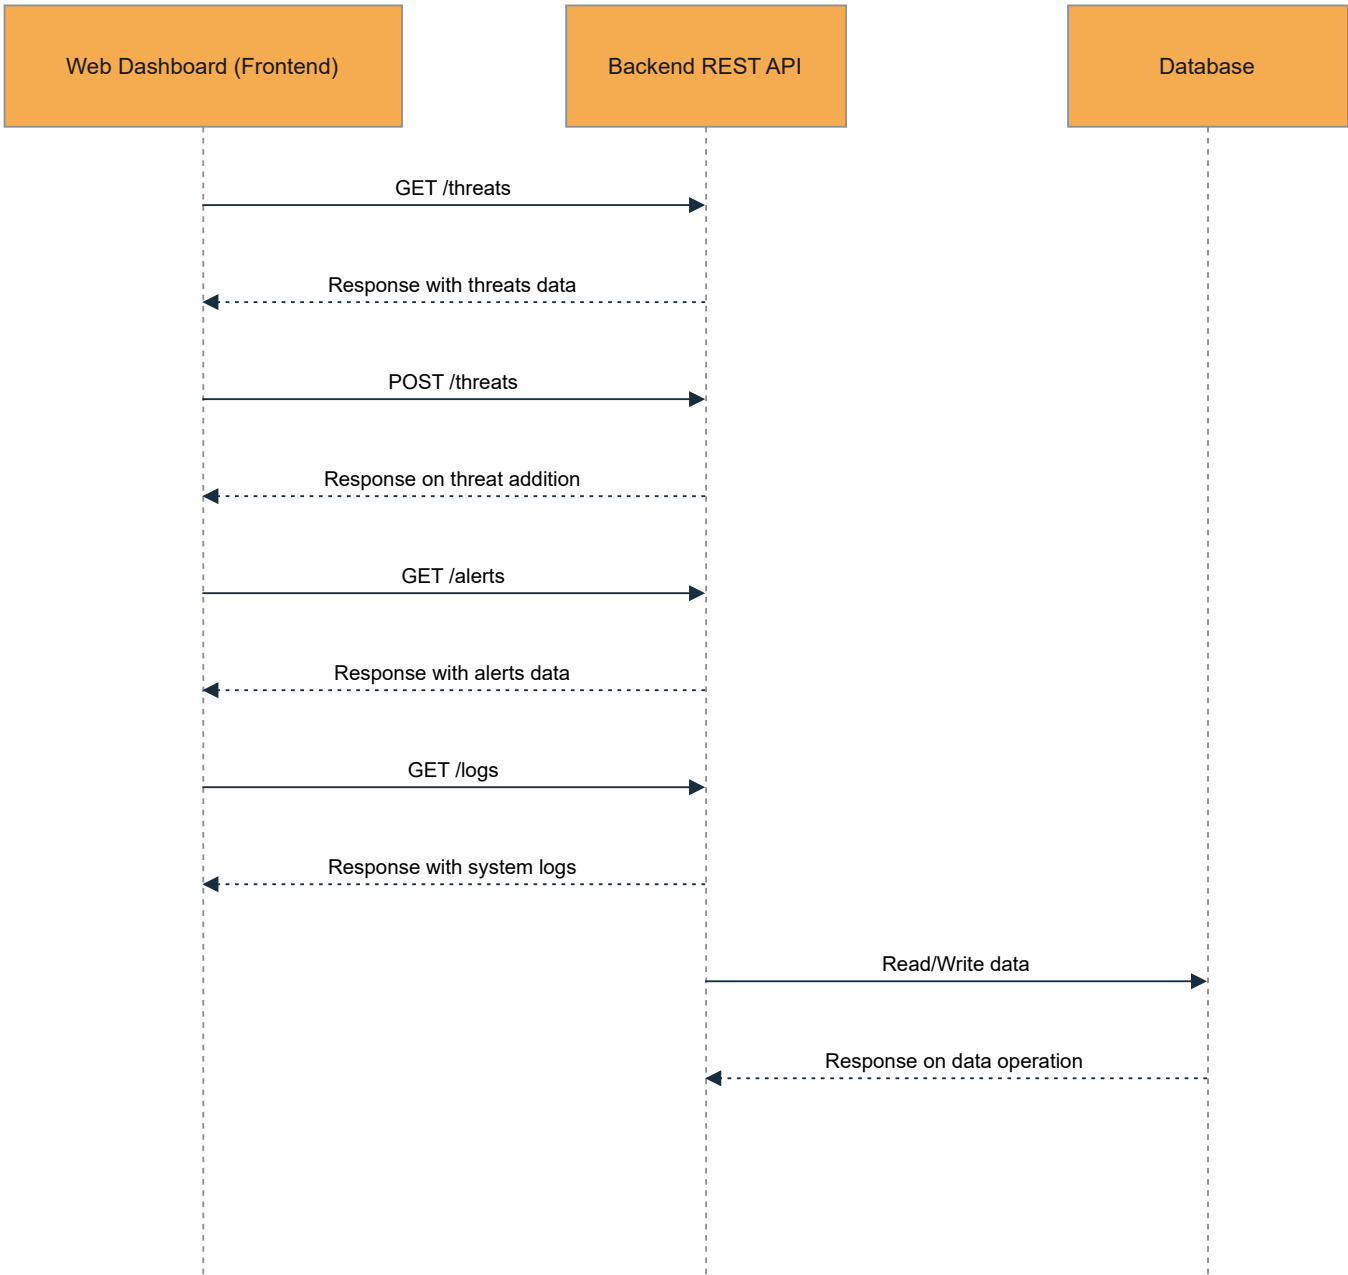 Web Dashboard (Frontend)
Backend REST API
Database
GET /threats
Response with threats data
POST /threats
Response on threat addition
GET /alerts
Response with alerts data
GET /logs
Response with system logs
Read/Write data
Response on data operation